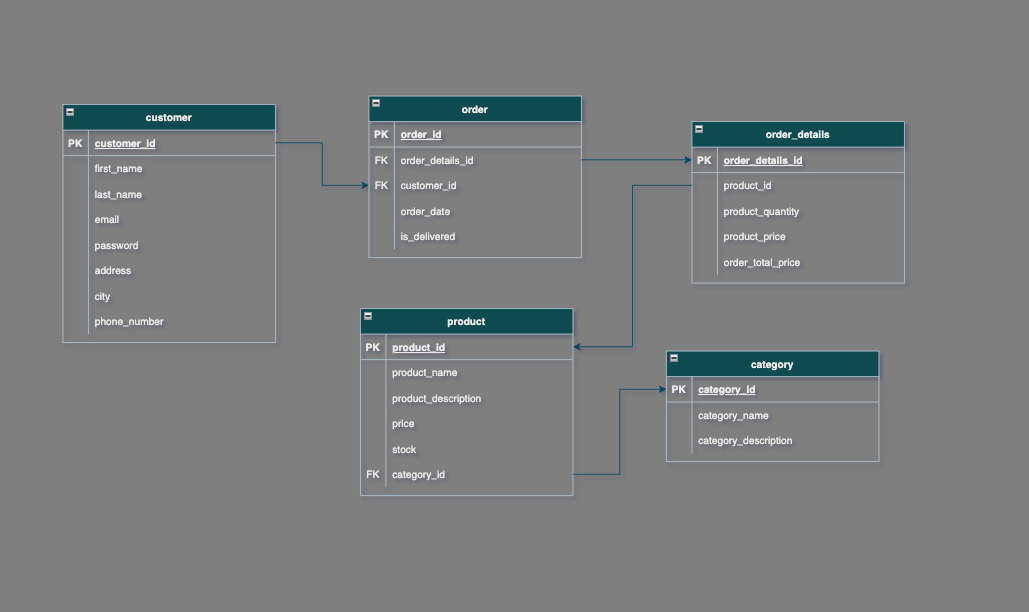 customer
PK customer_id
first_name
last_name
email
password
address
city
phone_number
order
PK order_id
FK order_details_id
FK customer_id
order_date
is_delivered
order_details
PK order_details_id
product_id
product_quantity
product_price
order_total_price
product
PK product_id
product_name
product_description
price
stock
FK category_id
category
PK category_id
category_name
category_description